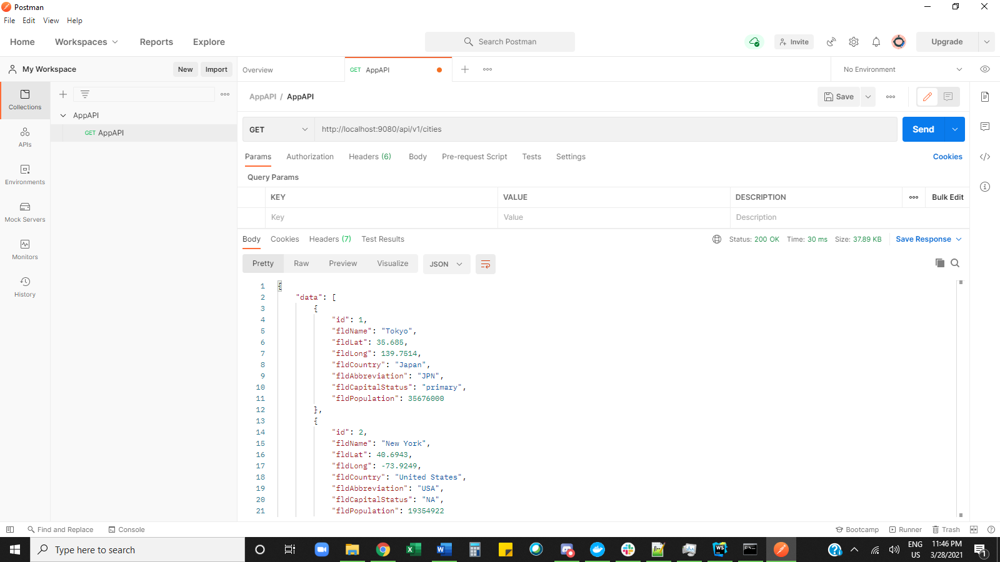 Postman
File Edit View Help
Home Workspaces Reports Explore
Search Postman
Invite
Upgrade
My Workspace
New Import
Overview
GET AppAPI
No Environment
Collections
APIs
Environments
Mock Servers
Monitors
History
AppAPI
GET AppAPI
AppAPI / AppAPI
Save
GET http://localhost:9080/api/v1/cities
Send
Params Authorization Headers (6) Body Pre-request Script Tests Settings
Cookies
Query Params
KEY VALUE DESCRIPTION
Bulk Edit
Key Value Description
Body Cookies Headers (7) Test Results
Status: 200 OK Time: 30 ms Size: 37.89 KB
Save Response
Pretty Raw Preview Visualize JSON
1 {
2 "data": [
3 {
4 "id": 1,
5 "fldName": "Tokyo",
6 "fldLat": 35.685,
7 "fldLong": 139.7514,
8 "fldCountry": "Japan",
9 "fldAbbreviation": "JPN",
10 "fldCapitalStatus": "primary",
11 "fldPopulation": 35676000
12 },
13 {
14 "id": 2,
15 "fldName": "New York",
16 "fldLat": 40.6943,
17 "fldLong": -73.9249,
18 "fldCountry": "United States",
19 "fldAbbreviation": "USA",
20 "fldCapitalStatus": "NA",
21 "fldPopulation": 19354922
Find and Replace Console
Bootcamp Runner Trash
Type here to search
ENG
US
11:46 PM
3/28/2021
1